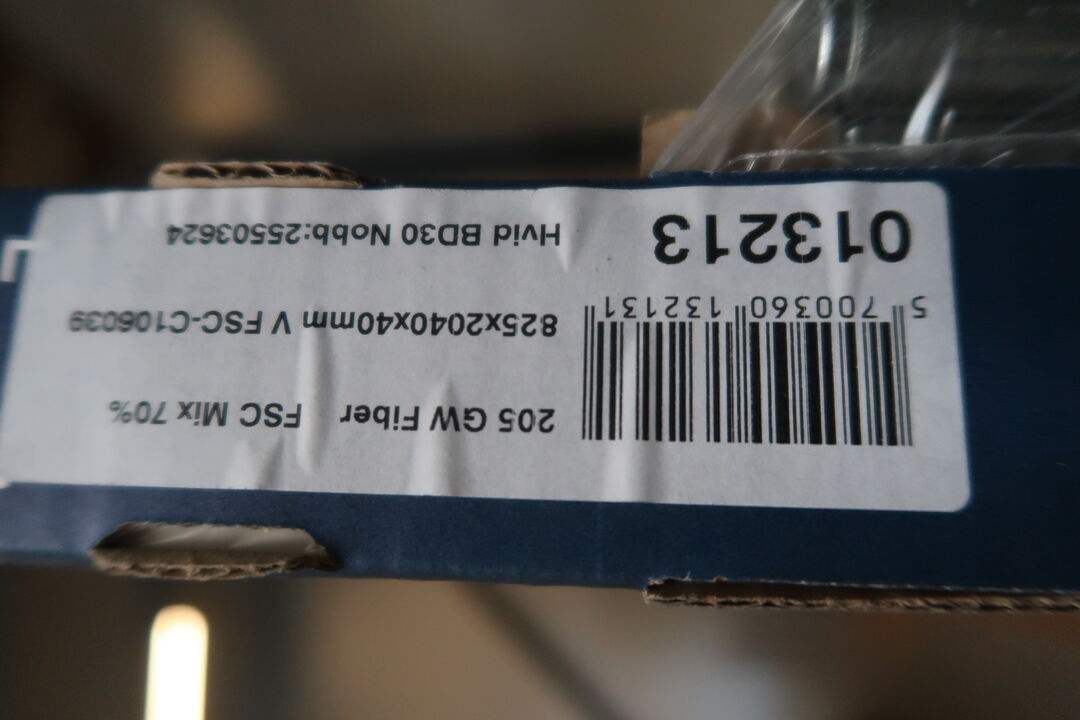 205 GW Fiber FSC Mix 70%
825x2040x40mm V FSC-C106039
Hvid BD30 Nobb:25503624
5 700360 132131
013213